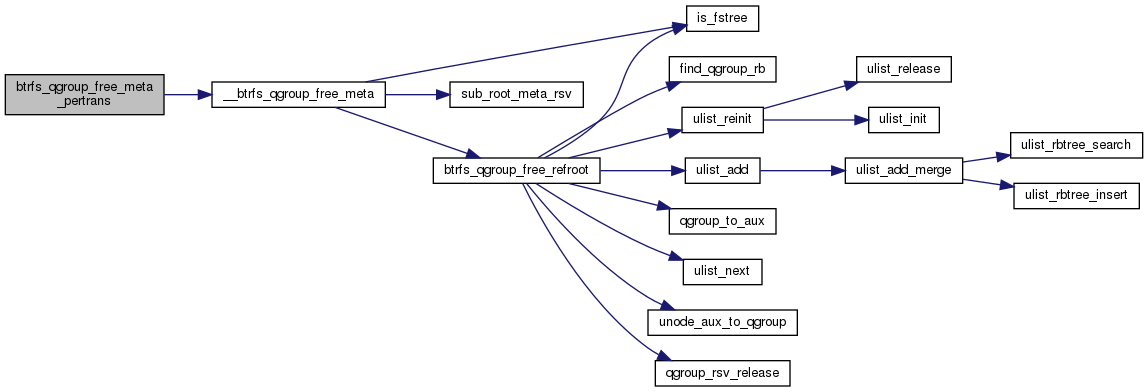 btrfs_qgroup_free_meta
_pertrans
__btrfs_qgroup_free_meta
is_fstree
sub_root_meta_rsv
btrfs_qgroup_free_refroot
find_qgroup_rb
ulist_reinit
ulist_release
ulist_init
ulist_add
ulist_add_merge
ulist_rbtree_search
ulist_rbtree_insert
qgroup_to_aux
ulist_next
unode_aux_to_qgroup
qgroup_rsv_release